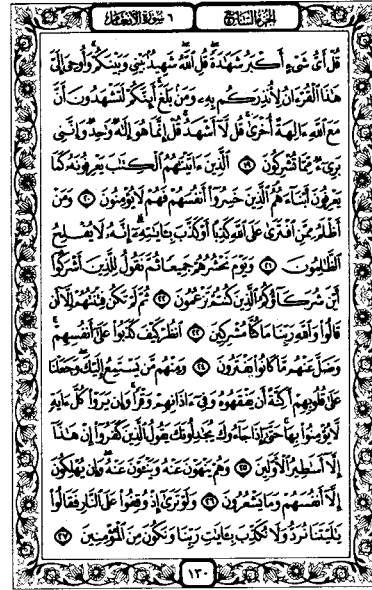 الجزء السابع
٦ سورة الأنعام
قُلْ أَىُّ شَىْءٍ أَكْبَرُ شَهَٰدَةً قُلِ ٱللَّهُ شَهِيدٌۢ بَيْنِى وَبَيْنَكُمْ وَأُوحِىَ إِلَىَّ
هَٰذَا ٱلْقُرْءَانُ لِأُنذِرَكُم بِهِۦ وَمَنۢ بَلَغَ أَئِنَّكُمْ لَتَشْهَدُونَ أَنَّ
مَعَ ٱللَّهِ ءَالِهَةً أُخْرَىٰ قُل لَّآ أَشْهَدُ قُلْ إِنَّمَا هُوَ إِلَٰهٌ وَٰحِدٌ وَإِنَّنِى
بَرِىٓءٌ مِّمَّا تُشْرِكُونَ ١٩ ٱلَّذِينَ ءَاتَيْنَٰهُمُ ٱلْكِتَٰبَ يَعْرِفُونَهُۥ كَمَا
يَعْرِفُونَ أَبْنَآءَهُمُ ٱلَّذِينَ خَسِرُوٓا۟ أَنفُسَهُمْ فَهُمْ لَا يُؤْمِنُونَ ٢٠ وَمَنْ
أَظْلَمُ مِمَّنِ ٱفْتَرَىٰ عَلَى ٱللَّهِ كَذِبًا أَوْ كَذَّبَ بِـَٔايَٰتِهِۦٓ إِنَّهُۥ لَا يُفْلِحُ
ٱلظَّٰلِمُونَ ٢١ وَيَوْمَ نَحْشُرُهُمْ جَمِيعًا ثُمَّ نَقُولُ لِلَّذِينَ أَشْرَكُوٓا۟
أَيْنَ شُرَكَآؤُكُمُ ٱلَّذِينَ كُنتُمْ تَزْعُمُونَ ٢٢ ثُمَّ لَمْ تَكُن فِتْنَتُهُمْ إِلَّآ أَن
قَالُوا۟ وَٱللَّهِ رَبِّنَا مَا كُنَّا مُشْرِكِينَ ٢٣ ٱنظُرْ كَيْفَ كَذَبُوا۟ عَلَىٰٓ أَنفُسِهِمْ
وَضَلَّ عَنْهُم مَّا كَانُوا۟ يَفْتَرُونَ ٢٤ وَمِنْهُم مَّن يَسْتَمِعُ إِلَيْكَ وَجَعَلْنَا
عَلَىٰ قُلُوبِهِمْ أَكِنَّةً أَن يَفْقَهُوهُ وَفِىٓ ءَاذَانِهِمْ وَقْرًا وَإِن يَرَوْا۟ كُلَّ ءَايَةٍ
لَّا يُؤْمِنُوا۟ بِهَا حَتَّىٰٓ إِذَا جَآءُوكَ يُجَٰدِلُونَكَ يَقُولُ ٱلَّذِينَ كَفَرُوٓا۟ إِنْ هَٰذَآ
إِلَّآ أَسَٰطِيرُ ٱلْأَوَّلِينَ ٢٥ وَهُمْ يَنْهَوْنَ عَنْهُ وَيَنْـَٔوْنَ عَنْهُ وَإِن يُهْلِكُونَ
إِلَّآ أَنفُسَهُمْ وَمَا يَشْعُرُونَ ٢٦ وَلَوْ تَرَىٰٓ إِذْ وُقِفُوا۟ عَلَى ٱلنَّارِ فَقَالُوا۟
يَٰلَيْتَنَا نُرَدُّ وَلَا نُكَذِّبَ بِـَٔايَٰتِ رَبِّنَا وَنَكُونَ مِنَ ٱلْمُؤْمِنِينَ ٢٧
١٣٠